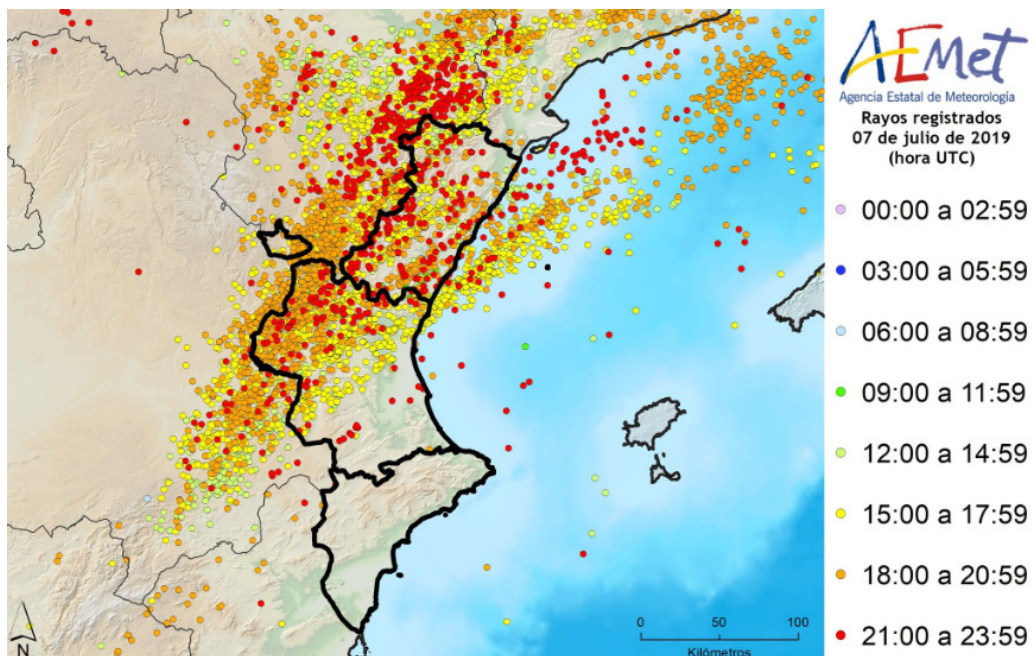 AEMet
Agencia Estatal de Meteorología
Rayos registrados
07 de julio de 2019
(hora UTC)
00:00 a 02:59
03:00 a 05:59
06:00 a 08:59
09:00 a 11:59
12:00 a 14:59
15:00 a 17:59
18:00 a 20:59
21:00 a 23:59
N
0 50 100
Kilómetros